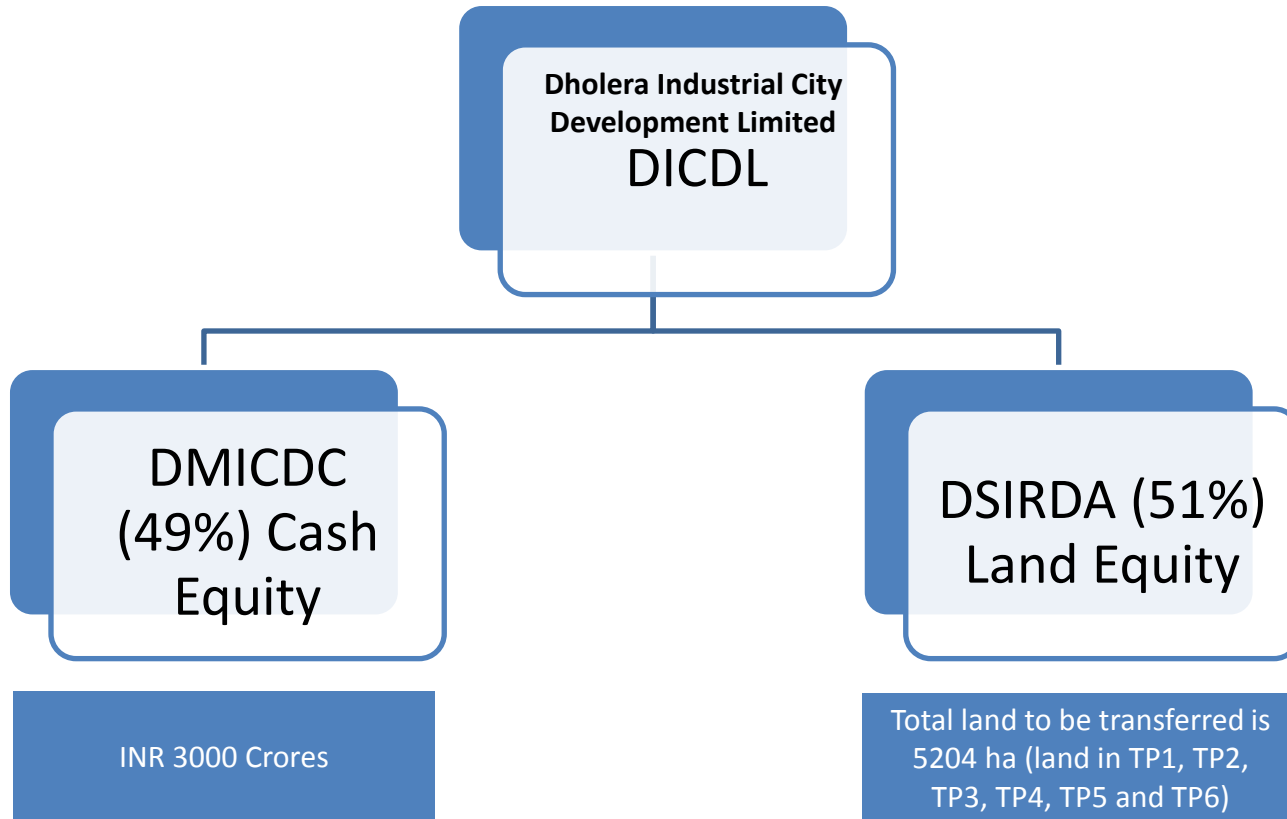 Dholera Industrial City
Development Limited
DICDL
DMICDC
(49%) Cash
Equity
DSIRDA (51%)
Land Equity
INR 3000 Crores
Total land to be transferred is
5204 ha (land in TP1, TP2,
TP3, TP4, TP5 and TP6)